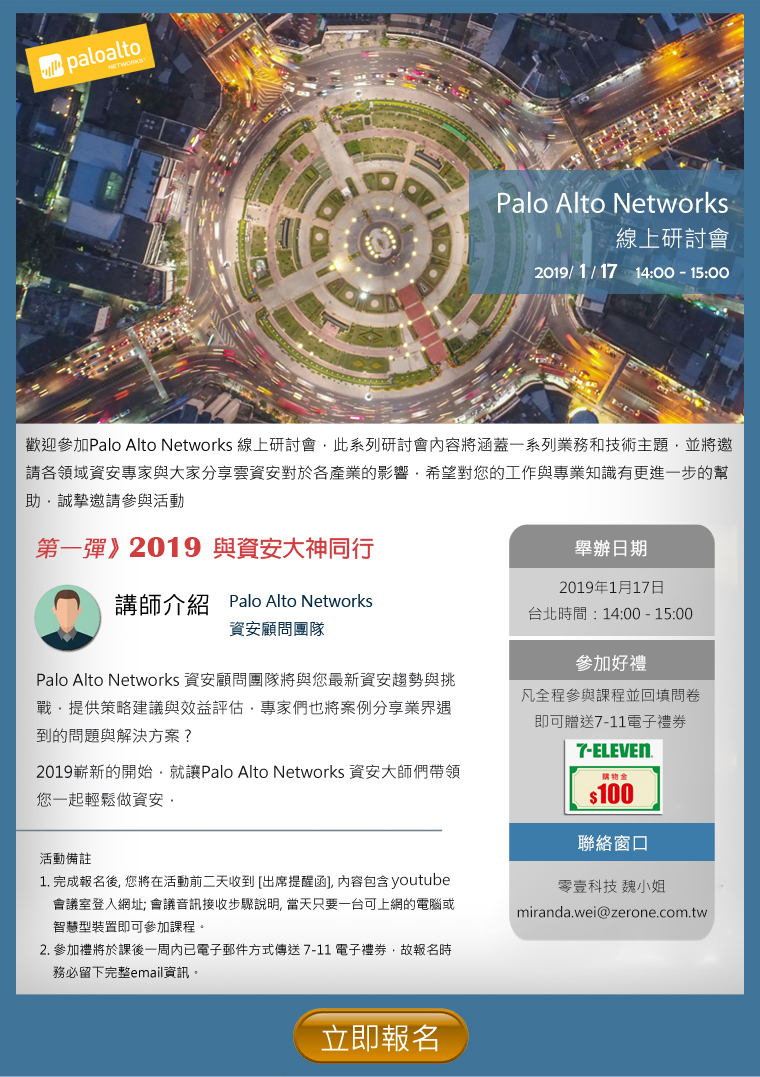 paloalto
NETWORKS
Palo Alto Networks
線上研討會
2019/ 1 / 17 14:00 - 15:00
歡迎參加Palo Alto Networks 線上研討會，此系列研討會內容將涵蓋一系列業務和技術主題，並將邀
請各領域資安專家與大家分享雲資安對於各產業的影響，希望對您的工作與專業知識有更進一步的幫
助，誠摯邀請參與活動
第一彈》2019 與資安大神同行
講師介紹
Palo Alto Networks
資安顧問團隊
Palo Alto Networks 資安顧問團隊將與您最新資安趨勢與挑
戰，提供策略建議與效益評估，專家們也將案例分享業界遇
到的問題與解決方案？
2019嶄新的開始，就讓Palo Alto Networks 資安大師們帶領
您一起輕鬆做資安，
活動備註
1. 完成報名後, 您將在活動前二天收到 [出席提醒函], 內容包含 youtube
會議室登入網址; 會議音訊接收步驟說明, 當天只要一台可上網的電腦或
智慧型裝置即可參加課程。
2. 參加禮將於課後一周內已電子郵件方式傳送 7-11 電子禮券，故報名時
務必留下完整email資訊。
舉辦日期
2019年1月17日
台北時間：14:00 - 15:00
參加好禮
凡全程參與課程並回填問卷
即可贈送7-11電子禮券
7-ELEVEN
購物金
$100
聯絡窗口
零壹科技 魏小姐
miranda.wei@zerone.com.tw
立即報名